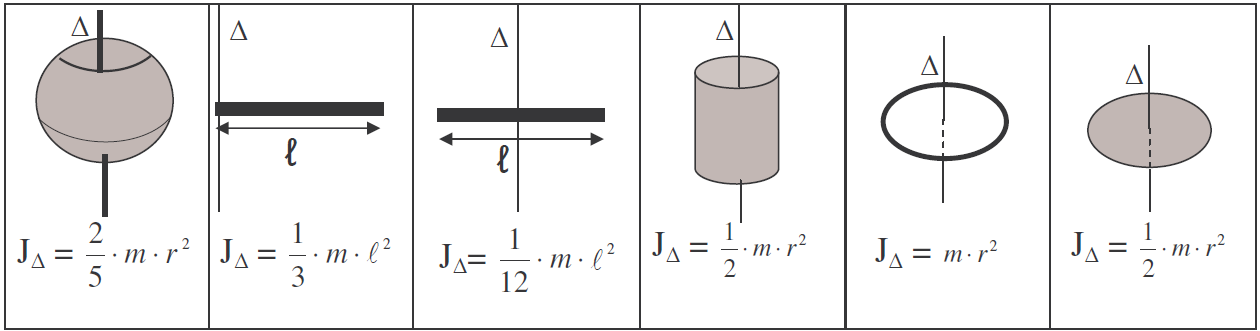 Δ
Δ
Δ
Δ
Δ
Δ
ℓ
ℓ
J_Δ = 2/5 · m · r²
J_Δ = 1/3 · m · ℓ²
J_Δ= 1/12 · m · ℓ²
J_Δ = 1/2 · m · r²
J_Δ = m · r²
J_Δ = 1/2 · m · r²